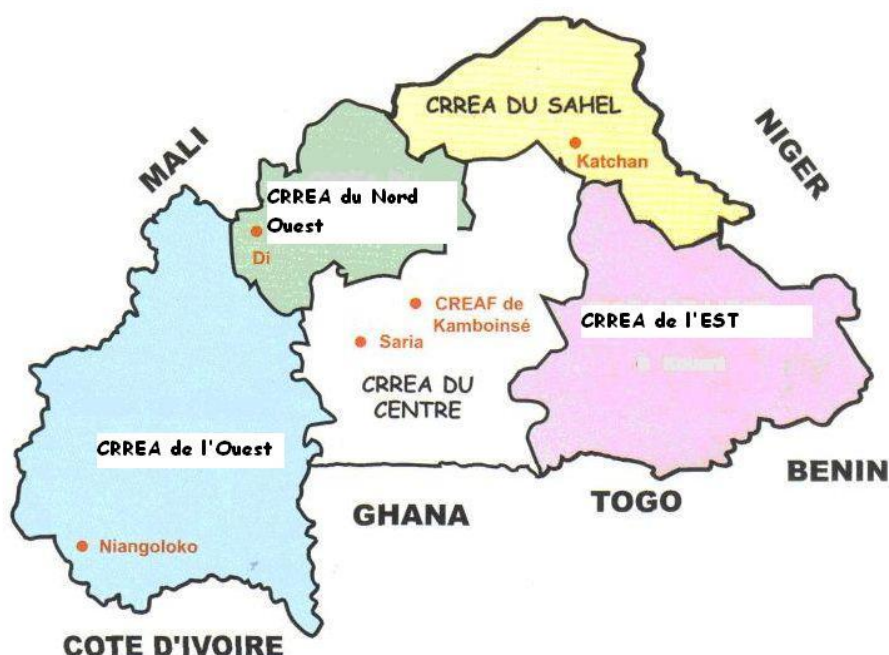 CRREA DU SAHEL
Katchan
NIGER
MALI
CRREA du Nord
Ouest
Di
CREAF de
Kamboinsé
Saria
CRREA DU
CENTRE
CRREA de l'EST
CRREA de l'Ouest
Niangoloko
GHANA
TOGO
BENIN
COTE D'IVOIRE